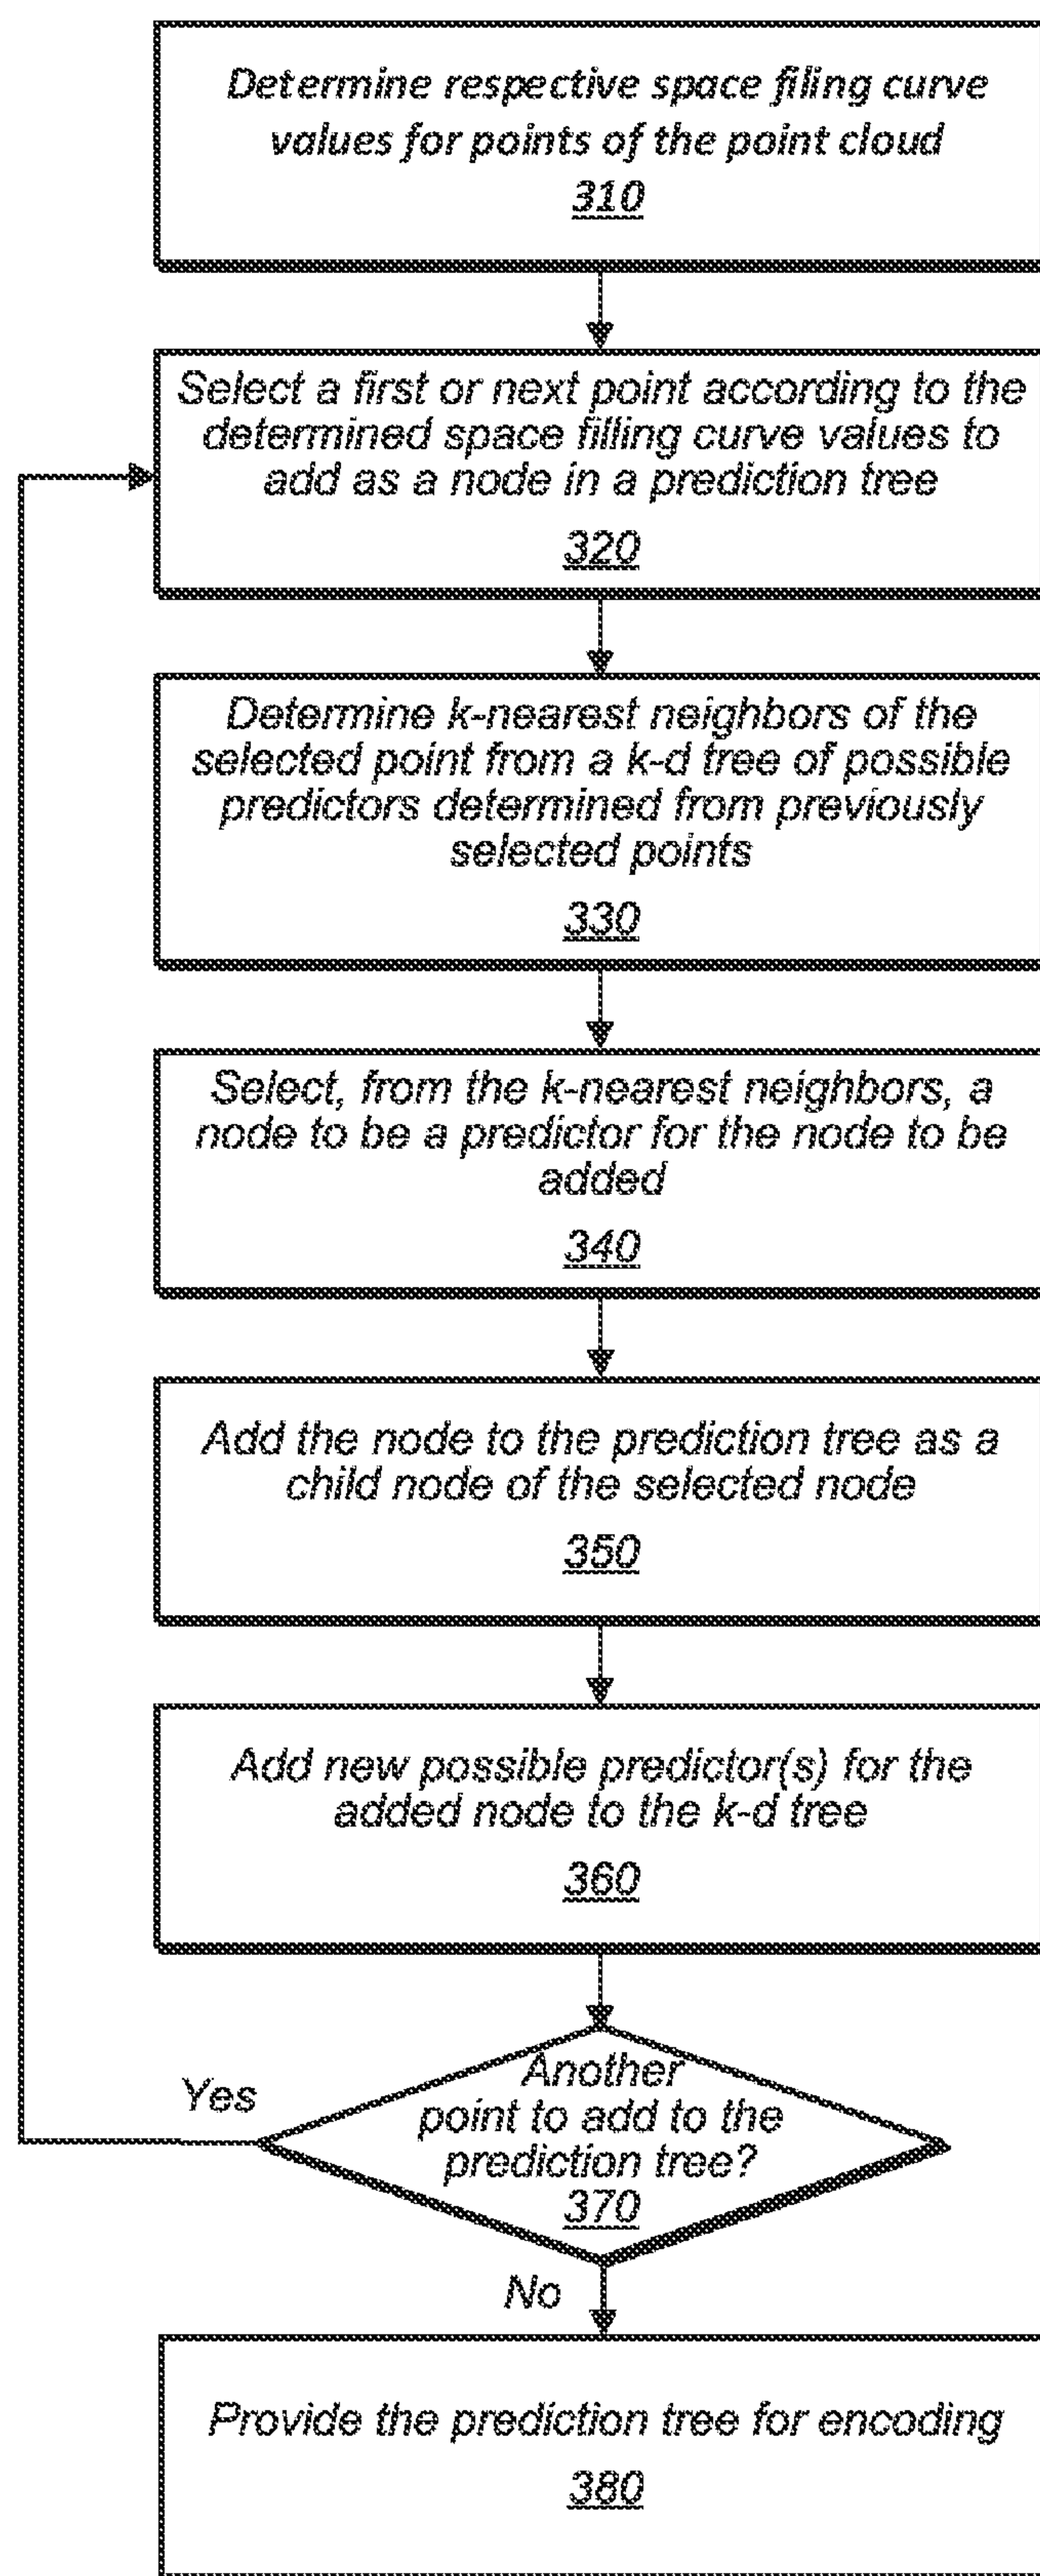 Determine respective space filing curve
values for points of the point cloud
310
Select a first or next point according to the
determined space filling curve values to
add as a node in a prediction tree
320
Determine k-nearest neighbors of the
selected point from a k-d tree of possible
predictors determined from previously
selected points
330
Select, from the k-nearest neighbors, a
node to be a predictor for the node to be
added
340
Add the node to the prediction tree as a
child node of the selected node
350
Add new possible predictor(s) for the
added node to the k-d tree
360
Another
point to add to the
prediction tree?
370
Yes
No
Provide the prediction tree for encoding
380